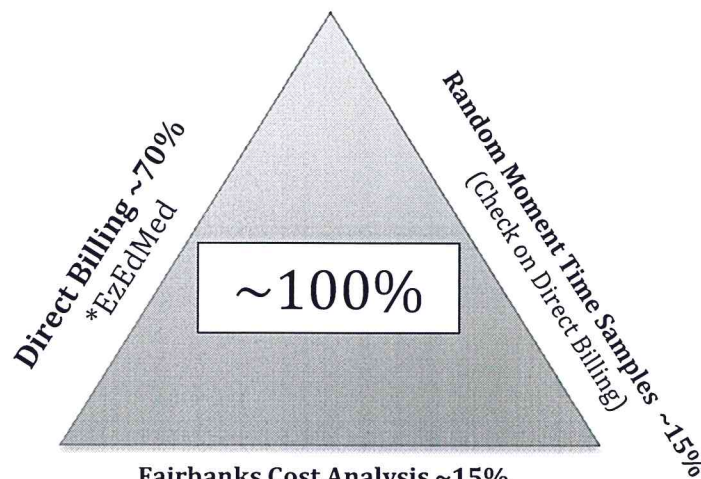 Direct Billing ~70%
*EzEdMed
Random Moment Time Samples ~15%
(Check on Direct Billing)
~100%
Fairbanks Cost Analysis ~15%